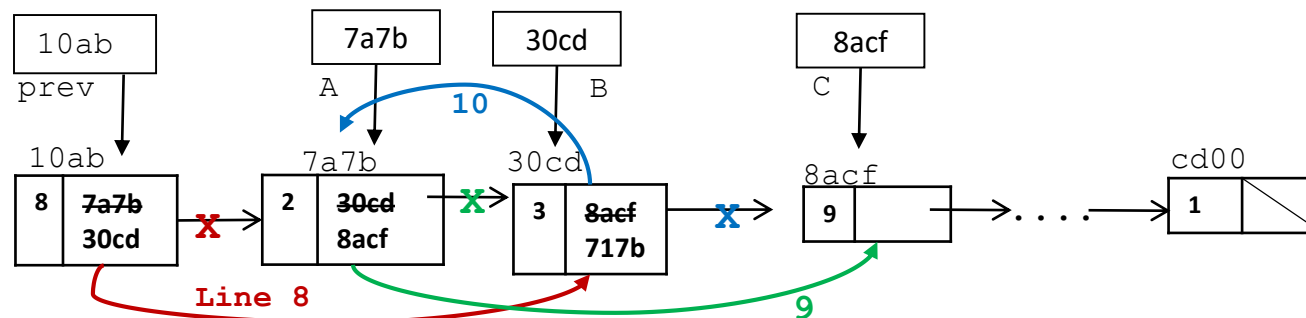 10ab 7a7b 30cd 8acf
prev A B C
10
10ab 7a7b 30cd 8acf cd00
8 7a7b X 2 30cd X 3 8acf X 9 .... 1
30cd 8acf 717b
Line 8 9